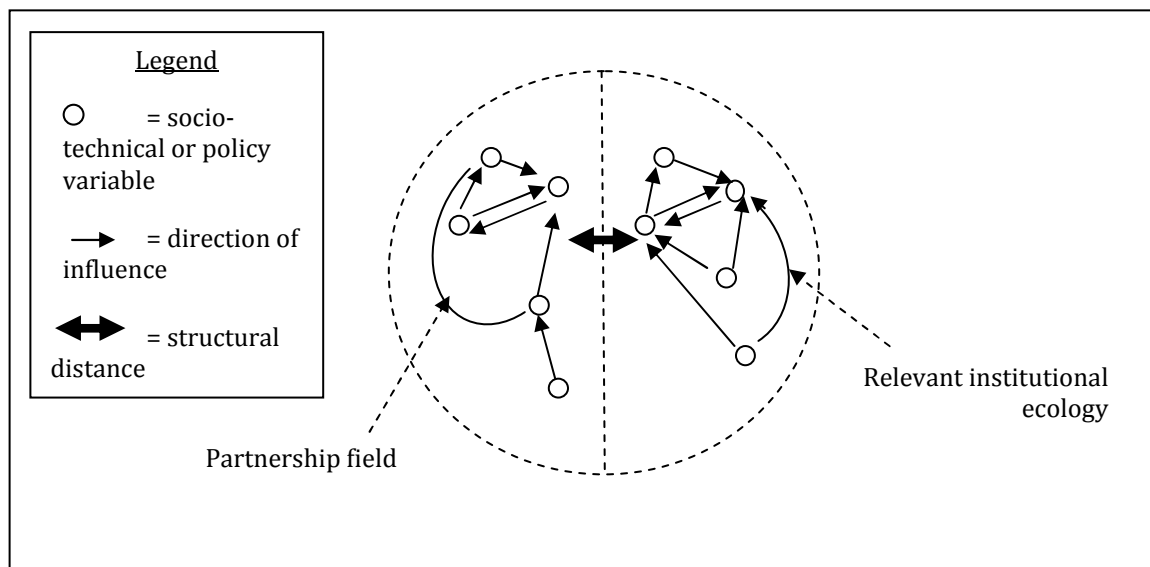 Legend
= socio-
technical or policy
variable
= direction of
influence
= structural
distance
Partnership field
Relevant institutional
ecology